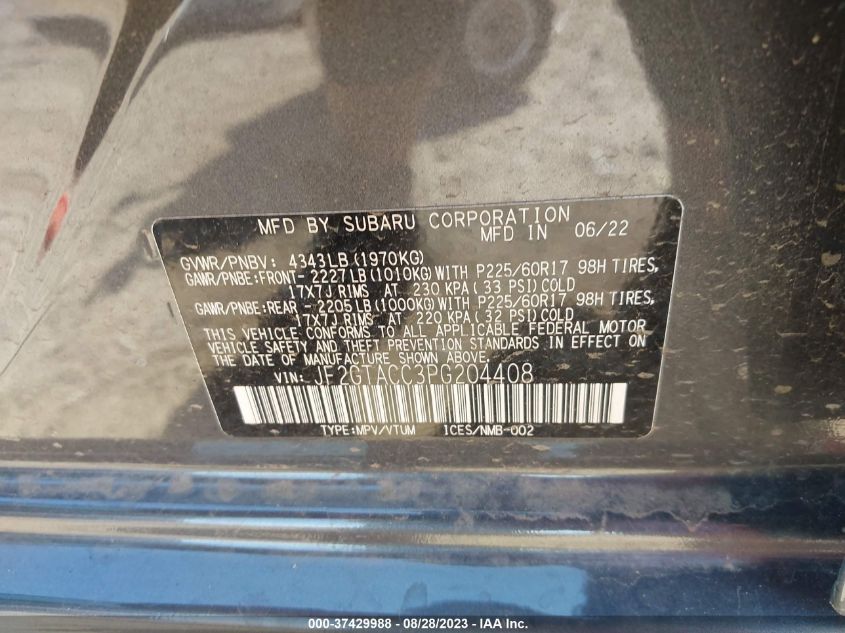 MFD BY SUBARU CORPORATION
MFD IN 06/22
GVWR/PNBV: 4343LB (1970KG)
GAWR/PNBE:FRONT- 2227LB (1010KG) WITH P225/60R17 98H TIRES,
17X7J RIMS AT 230 KPA (33 PSI) COLD
GAWR/PNBE:REAR - 2205LB (1000KG) WITH P225/60R17 98H TIRES,
17X7J RIMS AT 220 KPA (32 PSI) COLD
THIS VEHICLE CONFORMS TO ALL APPLICABLE FEDERAL MOTOR
VEHICLE SAFETY AND THEFT PREVENTION STANDARDS IN EFFECT ON
THE DATE OF MANUFACTURE SHOWN ABOVE.
VIN: JF2GTACC3PG204408
TYPE:MPV/VTUM ICES/NMB-002
000-37429988 - 08/28/2023 - IAA Inc.